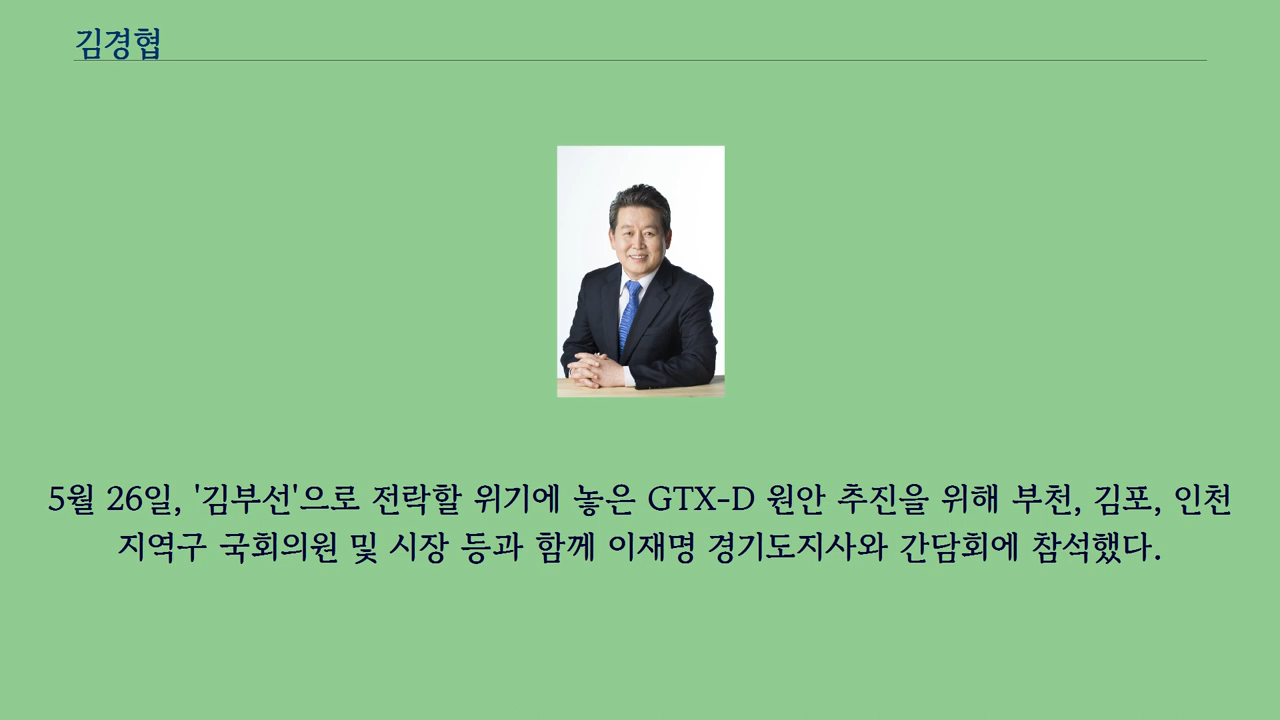 김경협
5월 26일, '김부선'으로 전락할 위기에 놓은 GTX-D 원안 추진을 위해 부천, 김포, 인천
지역구 국회의원 및 시장 등과 함께 이재명 경기도지사와 간담회에 참석했다.